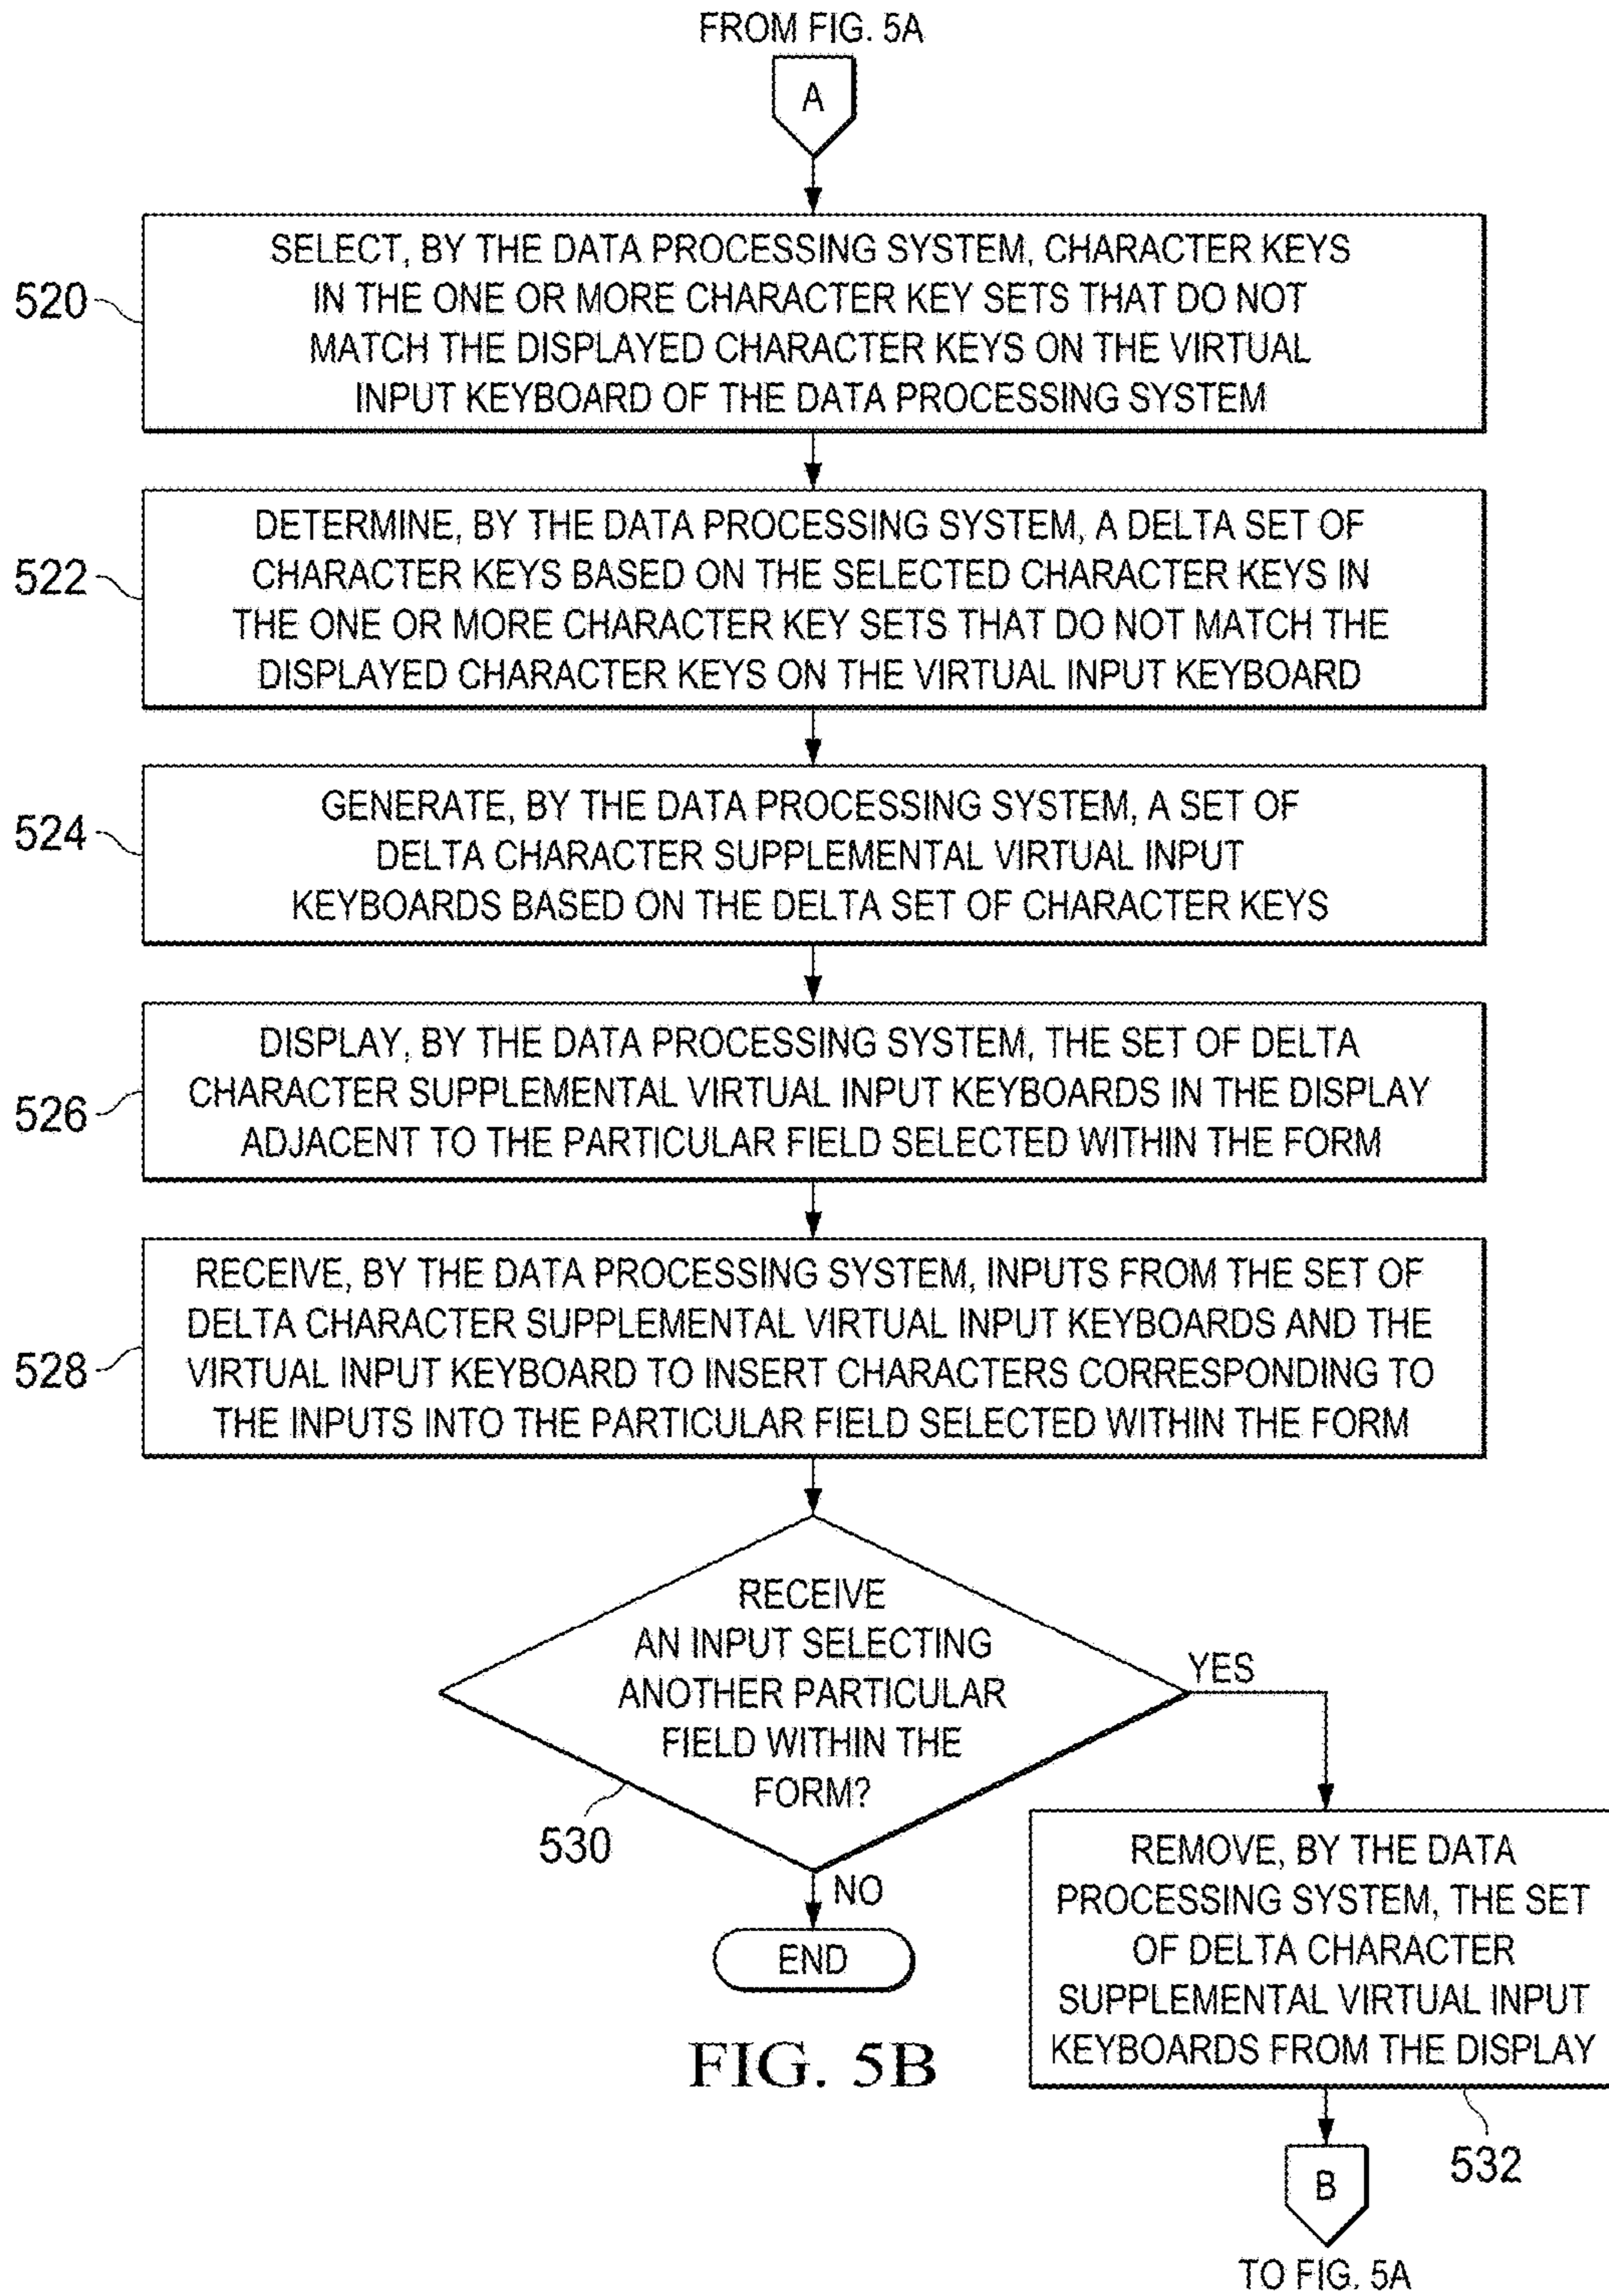 FROM FIG. 5A
A
520
SELECT, BY THE DATA PROCESSING SYSTEM, CHARACTER KEYS
IN THE ONE OR MORE CHARACTER KEY SETS THAT DO NOT
MATCH THE DISPLAYED CHARACTER KEYS ON THE VIRTUAL
INPUT KEYBOARD OF THE DATA PROCESSING SYSTEM
522
DETERMINE, BY THE DATA PROCESSING SYSTEM, A DELTA SET OF
CHARACTER KEYS BASED ON THE SELECTED CHARACTER KEYS IN
THE ONE OR MORE CHARACTER KEY SETS THAT DO NOT MATCH THE
DISPLAYED CHARACTER KEYS ON THE VIRTUAL INPUT KEYBOARD
524
GENERATE, BY THE DATA PROCESSING SYSTEM, A SET OF
DELTA CHARACTER SUPPLEMENTAL VIRTUAL INPUT
KEYBOARDS BASED ON THE DELTA SET OF CHARACTER KEYS
526
DISPLAY, BY THE DATA PROCESSING SYSTEM, THE SET OF DELTA
CHARACTER SUPPLEMENTAL VIRTUAL INPUT KEYBOARDS IN THE DISPLAY
ADJACENT TO THE PARTICULAR FIELD SELECTED WITHIN THE FORM
528
RECEIVE, BY THE DATA PROCESSING SYSTEM, INPUTS FROM THE SET OF
DELTA CHARACTER SUPPLEMENTAL VIRTUAL INPUT KEYBOARDS AND THE
VIRTUAL INPUT KEYBOARD TO INSERT CHARACTERS CORRESPONDING TO
THE INPUTS INTO THE PARTICULAR FIELD SELECTED WITHIN THE FORM
RECEIVE
AN INPUT SELECTING
ANOTHER PARTICULAR
FIELD WITHIN THE
FORM?
530
YES
NO
END
REMOVE, BY THE DATA
PROCESSING SYSTEM, THE SET
OF DELTA CHARACTER
SUPPLEMENTAL VIRTUAL INPUT
KEYBOARDS FROM THE DISPLAY
532
B
TO FIG. 5A
FIG. 5B